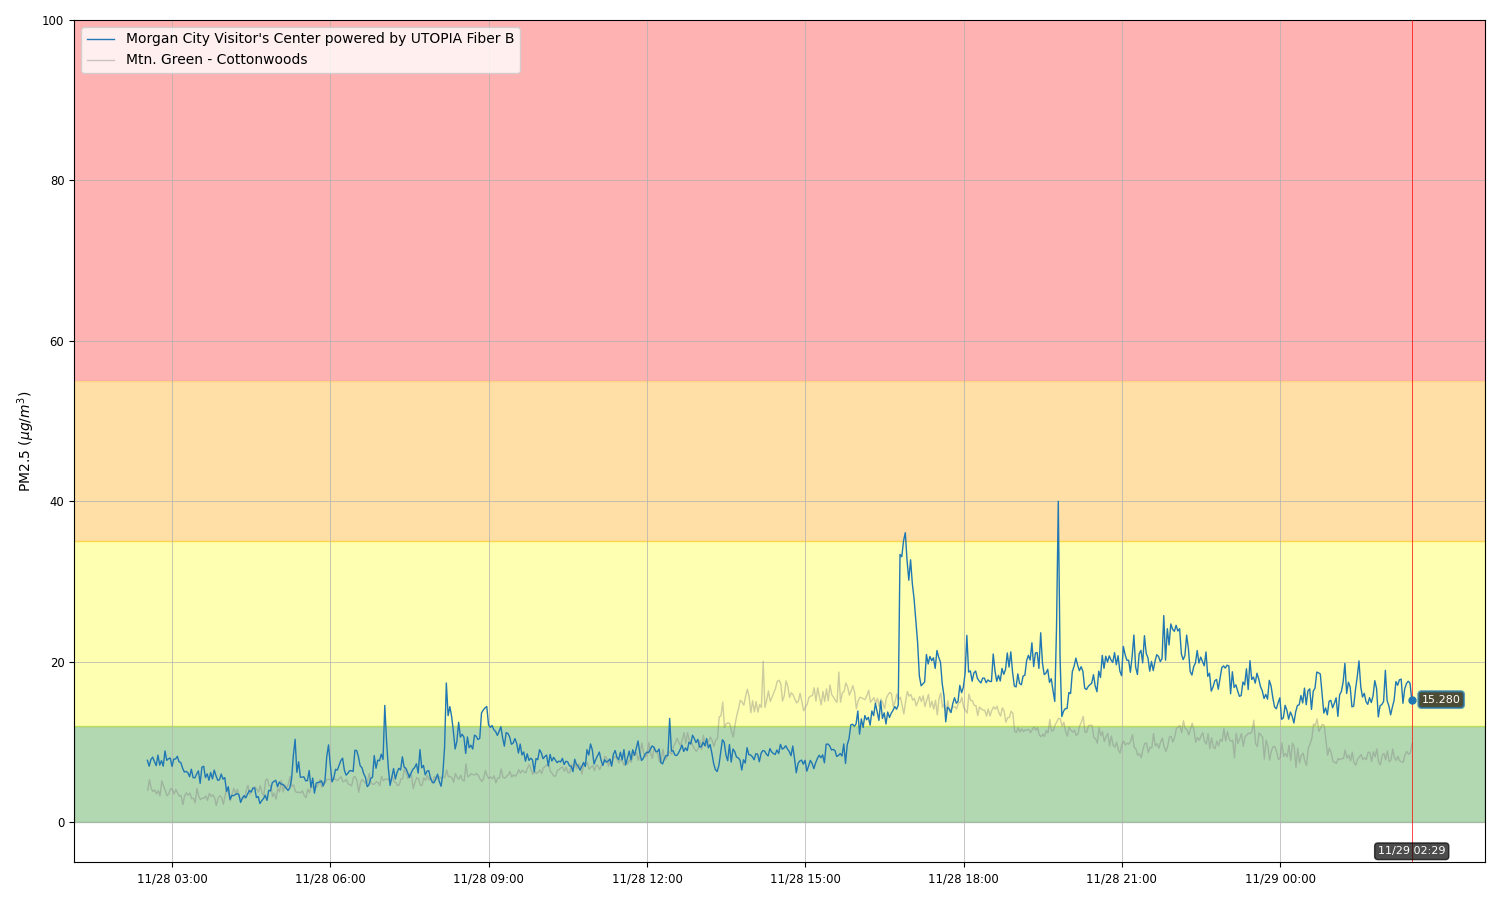 Morgan City Visitor's Center powered by UTOPIA Fiber B
Mtn. Green - Cottonwoods
100
80
60
40
20
0
PM2.5 (μg/m³)
15.280
11/29 02:29
11/28 03:00 11/28 06:00 11/28 09:00 11/28 12:00 11/28 15:00 11/28 18:00 11/28 21:00 11/29 00:00